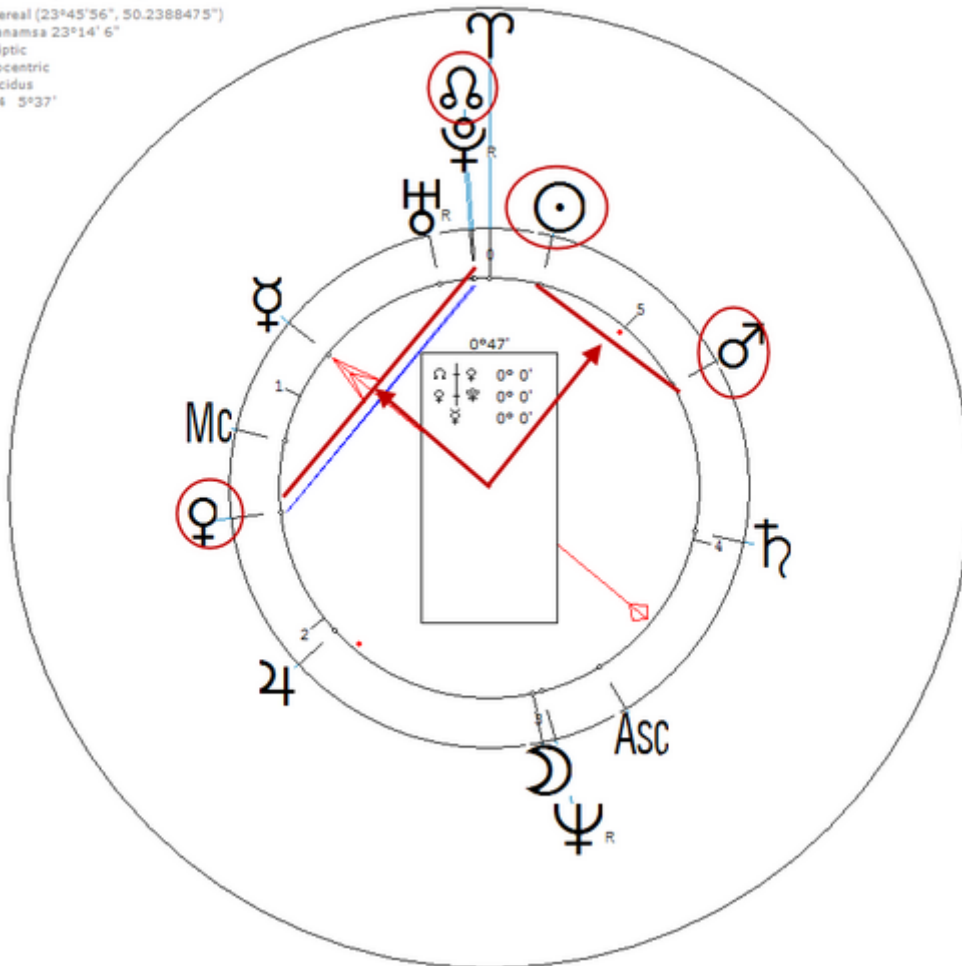 ereal (23°45'56", 50.2388475")
namsa 23°14' 6"
iptic
ocentric
cidus
5°37'
♈
☊
♇ R
♅ R
☉
0
☿
5
♂
0°47'
☊ ♀ 0° 0'
♀ 0° 0'
☿ 0° 0'
1
Mc
♀
4
♄
2
♃
3
Asc
☽
♆ R